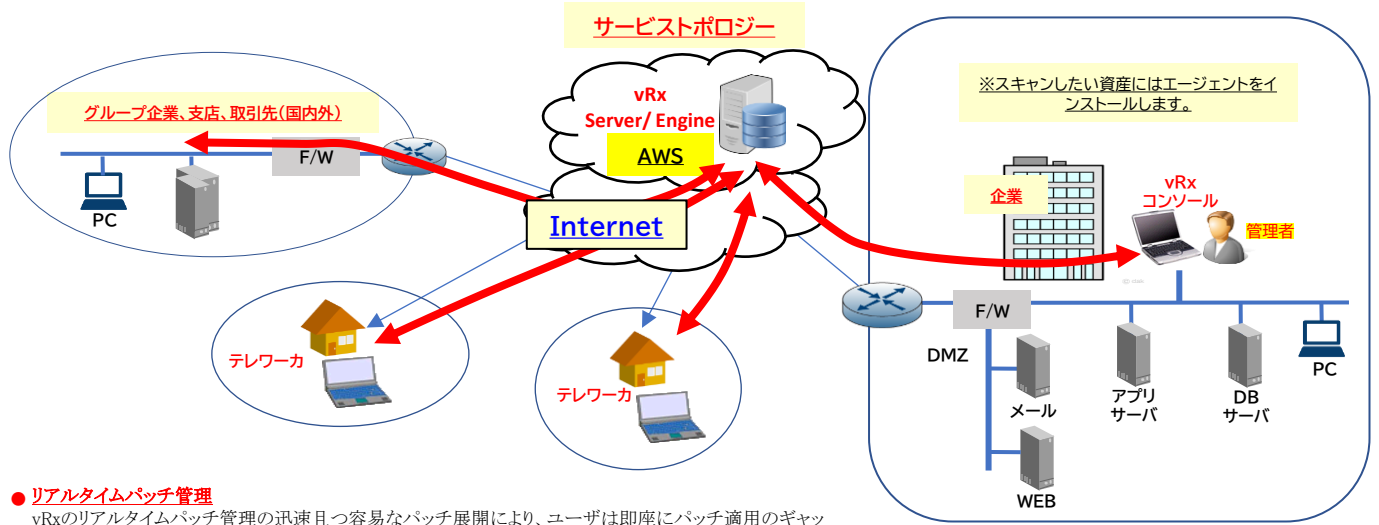 サービストポロジー
グループ企業、支店、取引先(国内外)
F/W
PC
vRx
Server/ Engine
AWS
Internet
テレワーカ
テレワーカ
※スキャンしたい資産にはエージェントをイ
ンストールします。
企業
vRx
コンソール
管理者
F/W
DMZ
メール
WEB
アプリ
サーバ
DB
サーバ
PC
● リアルタイムパッチ管理
vRxのリアルタイムパッチ管理の迅速且つ容易なパッチ展開により、ユーザは即座にパッチ適用のギャッ